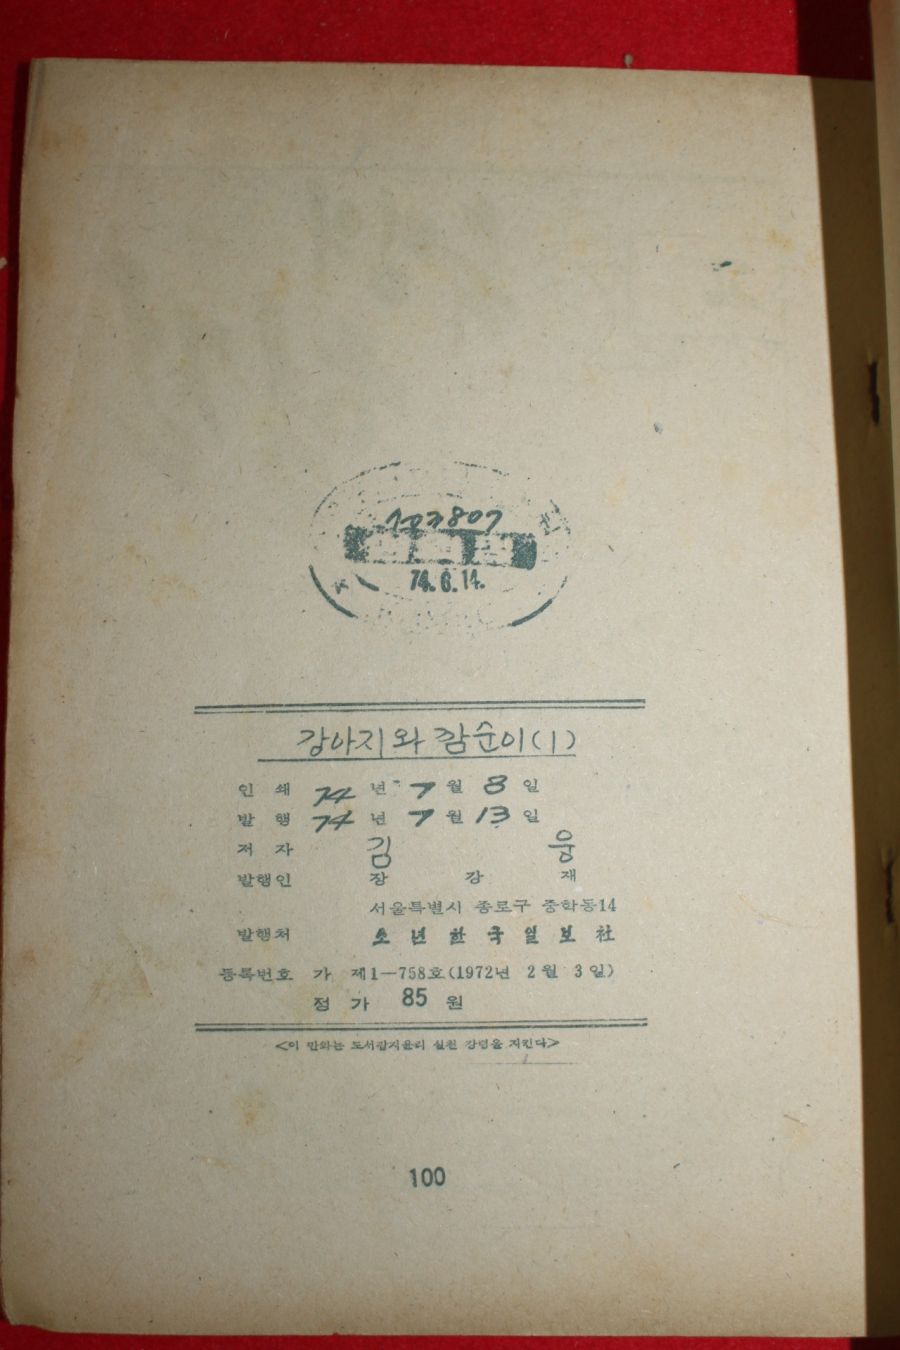 74.6.14.
강아지와 깜순이(1)
인 쇄 74 년 7 월 8 일
발 행 74 년 7 월 13 일
저 자 김 웅
발행인 장 강 재
서울특별시 종로구 중학동14
발행처 소 년 한 국 일 보 社
등록번호 가 제1—758호(1972년 2월 3일)
정 가 85 원
<이 만화는 도서잡지윤리 실천 강령을 지킨다>
100